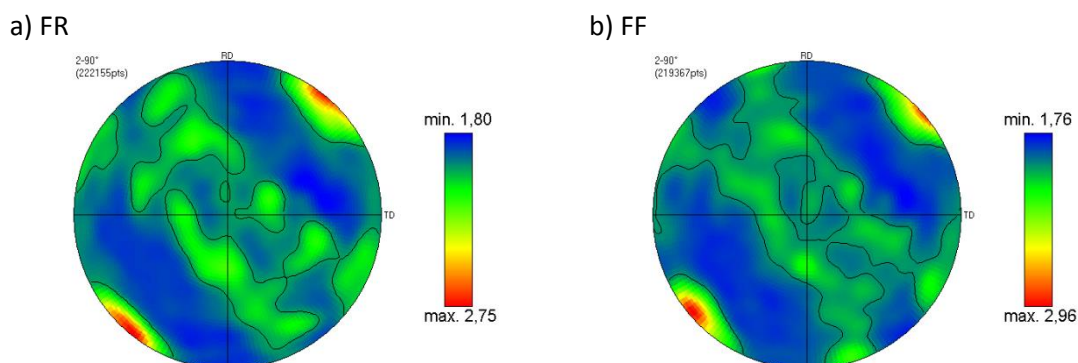 a) FR
b) FF
RD
2-90°
(222155pts)
TD
min. 1,80
max. 2,75
RD
2-90°
(219367pts)
TD
min. 1,76
max. 2,96